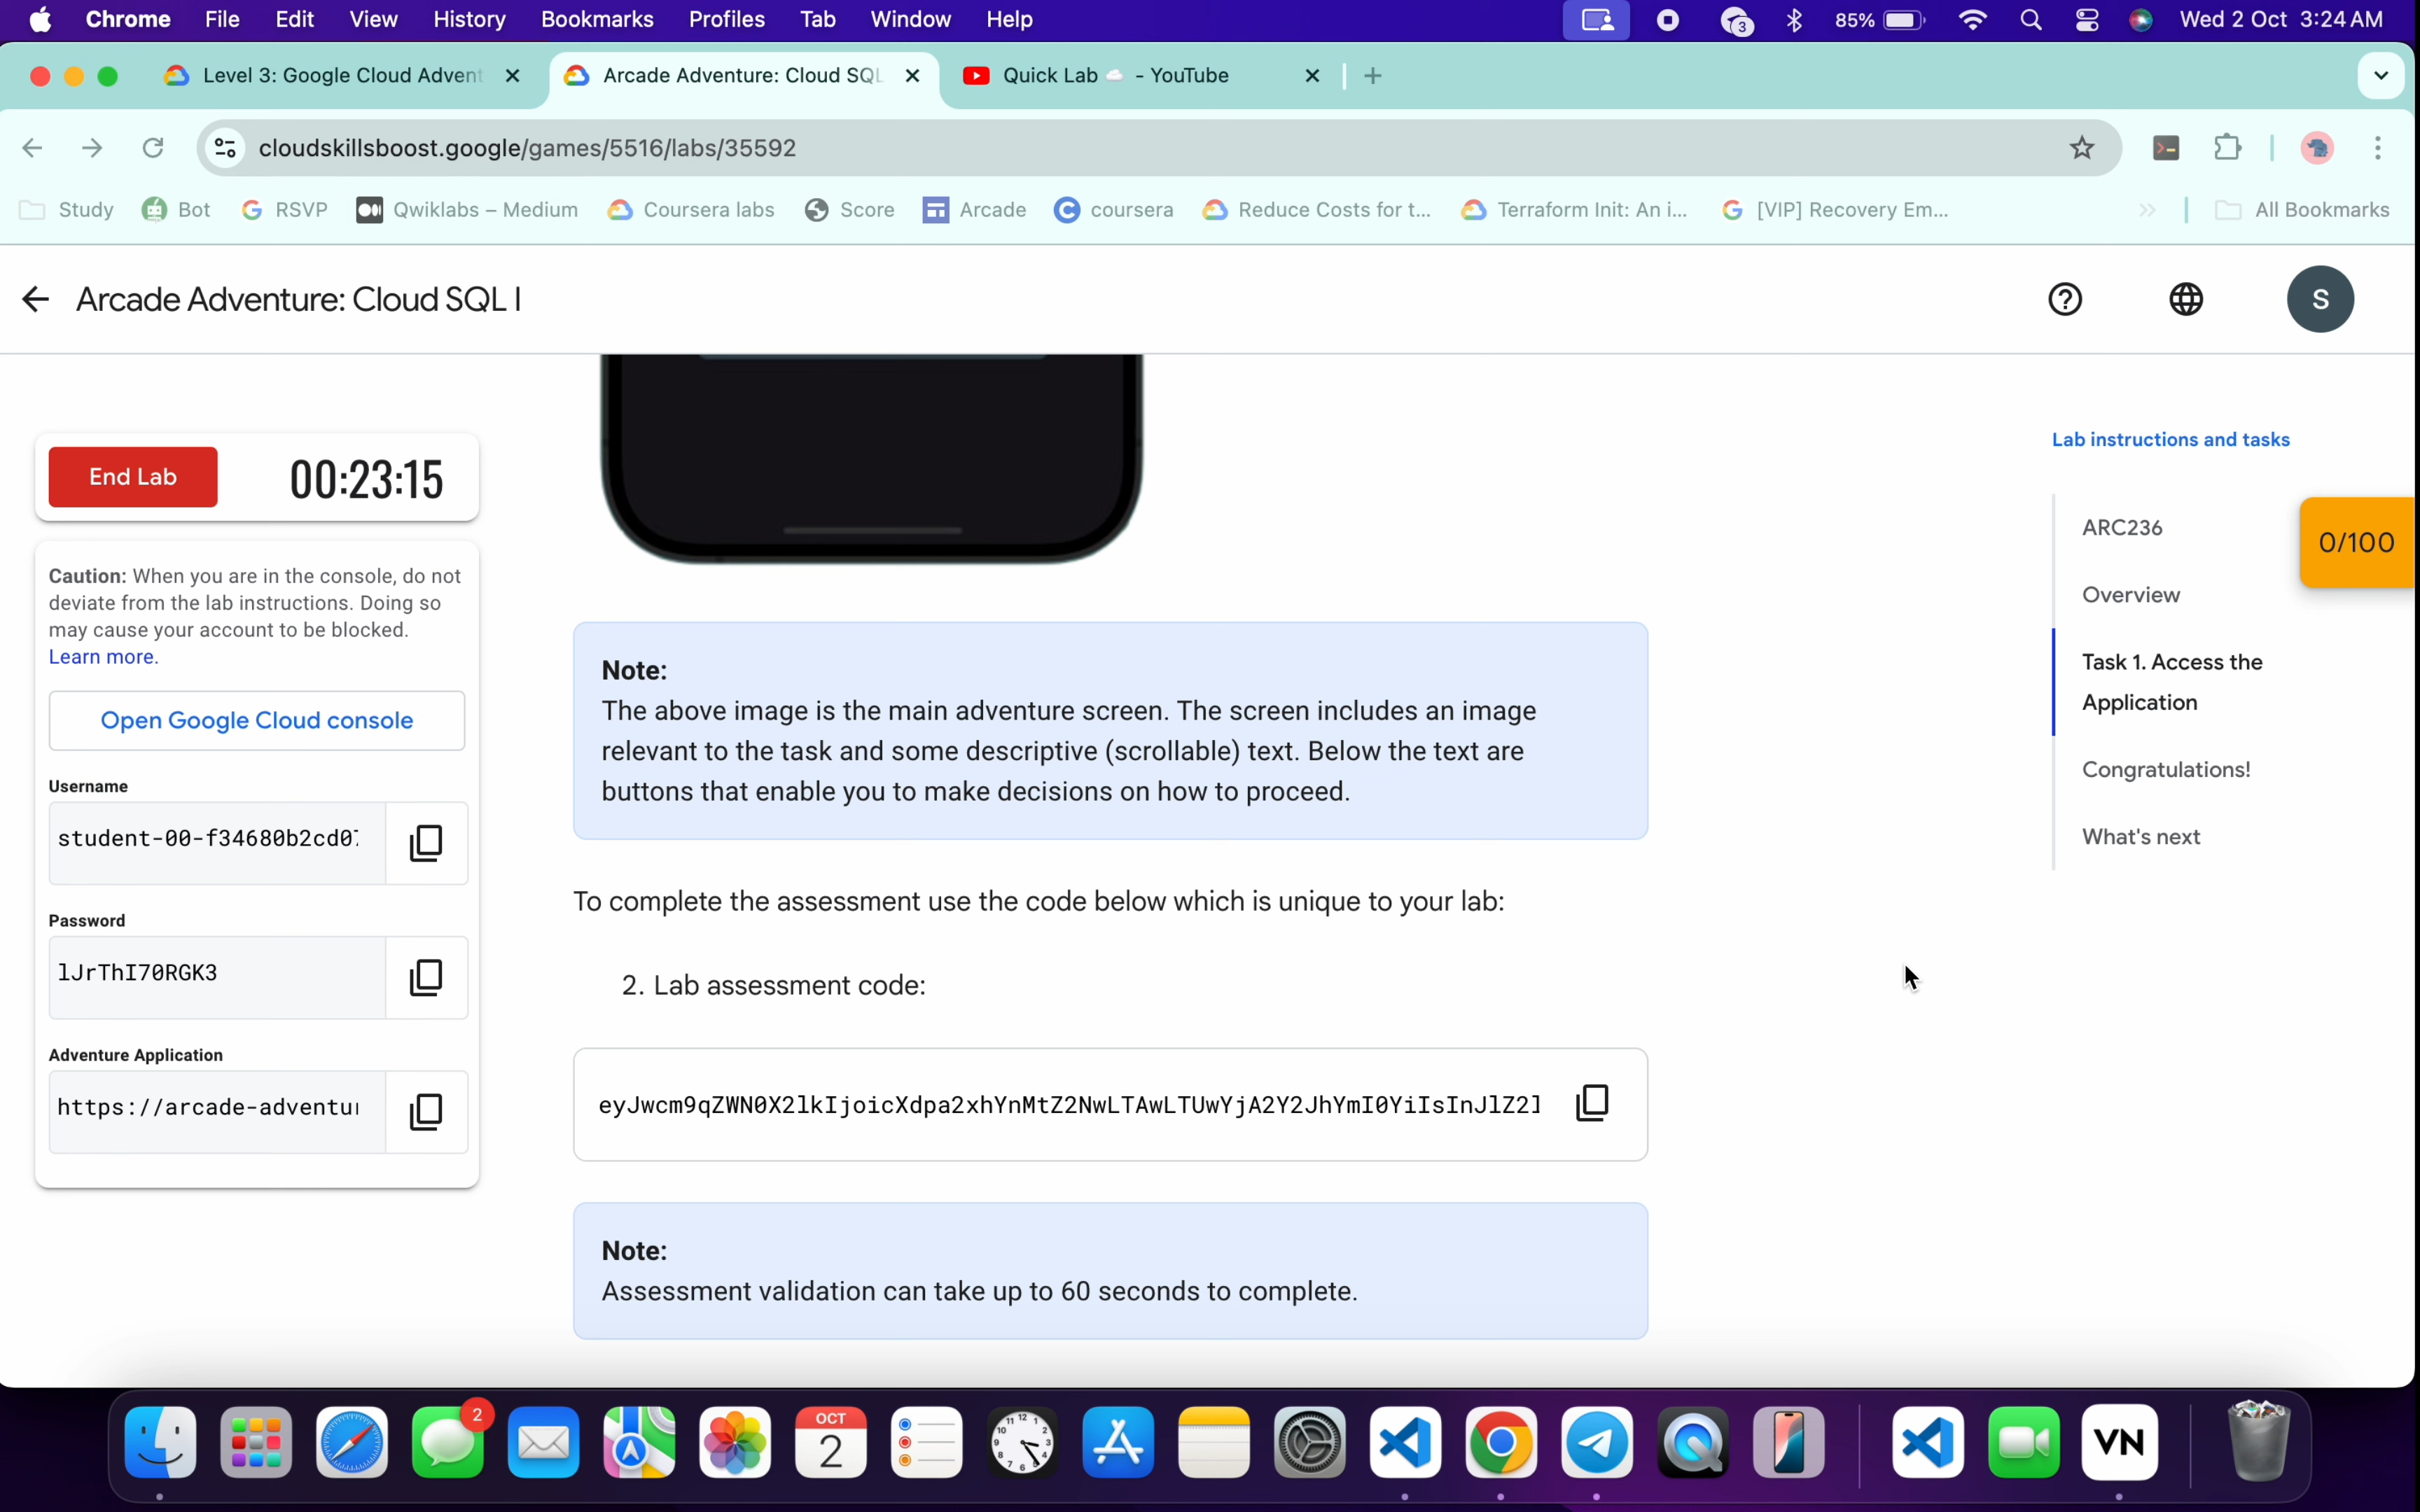 Chrome File Edit View History Bookmarks Profiles Tab Window Help
3 85% Wed 2 Oct 3:24 AM
Level 3: Google Cloud Advent
Arcade Adventure: Cloud SQL
Quick Lab - YouTube
cloudskillsboost.google/games/5516/labs/35592
Study Bot RSVP Qwiklabs – Medium Coursera labs Score Arcade coursera Reduce Costs for t... Terraform Init: An i... [VIP] Recovery Em... All Bookmarks
Arcade Adventure: Cloud SQL I
S
End Lab 00:23:15
Caution: When you are in the console, do not
deviate from the lab instructions. Doing so
may cause your account to be blocked.
Learn more.
Open Google Cloud console
Username
student-00-f34680b2cd07
Password
lJrThI70RGK3
Adventure Application
https://arcade-adventur
Note:
The above image is the main adventure screen. The screen includes an image
relevant to the task and some descriptive (scrollable) text. Below the text are
buttons that enable you to make decisions on how to proceed.
To complete the assessment use the code below which is unique to your lab:
2. Lab assessment code:
eyJwcm9qZWN0X2lkIjoicXdpa2xhYnMtZ2NwLTAwLTUwYjA2Y2JhYmI0YiIsInJlZ2l
Note:
Assessment validation can take up to 60 seconds to complete.
Lab instructions and tasks
ARC236
Overview
Task 1. Access the
Application
Congratulations!
What's next
0/100
2
OCT
2
VN